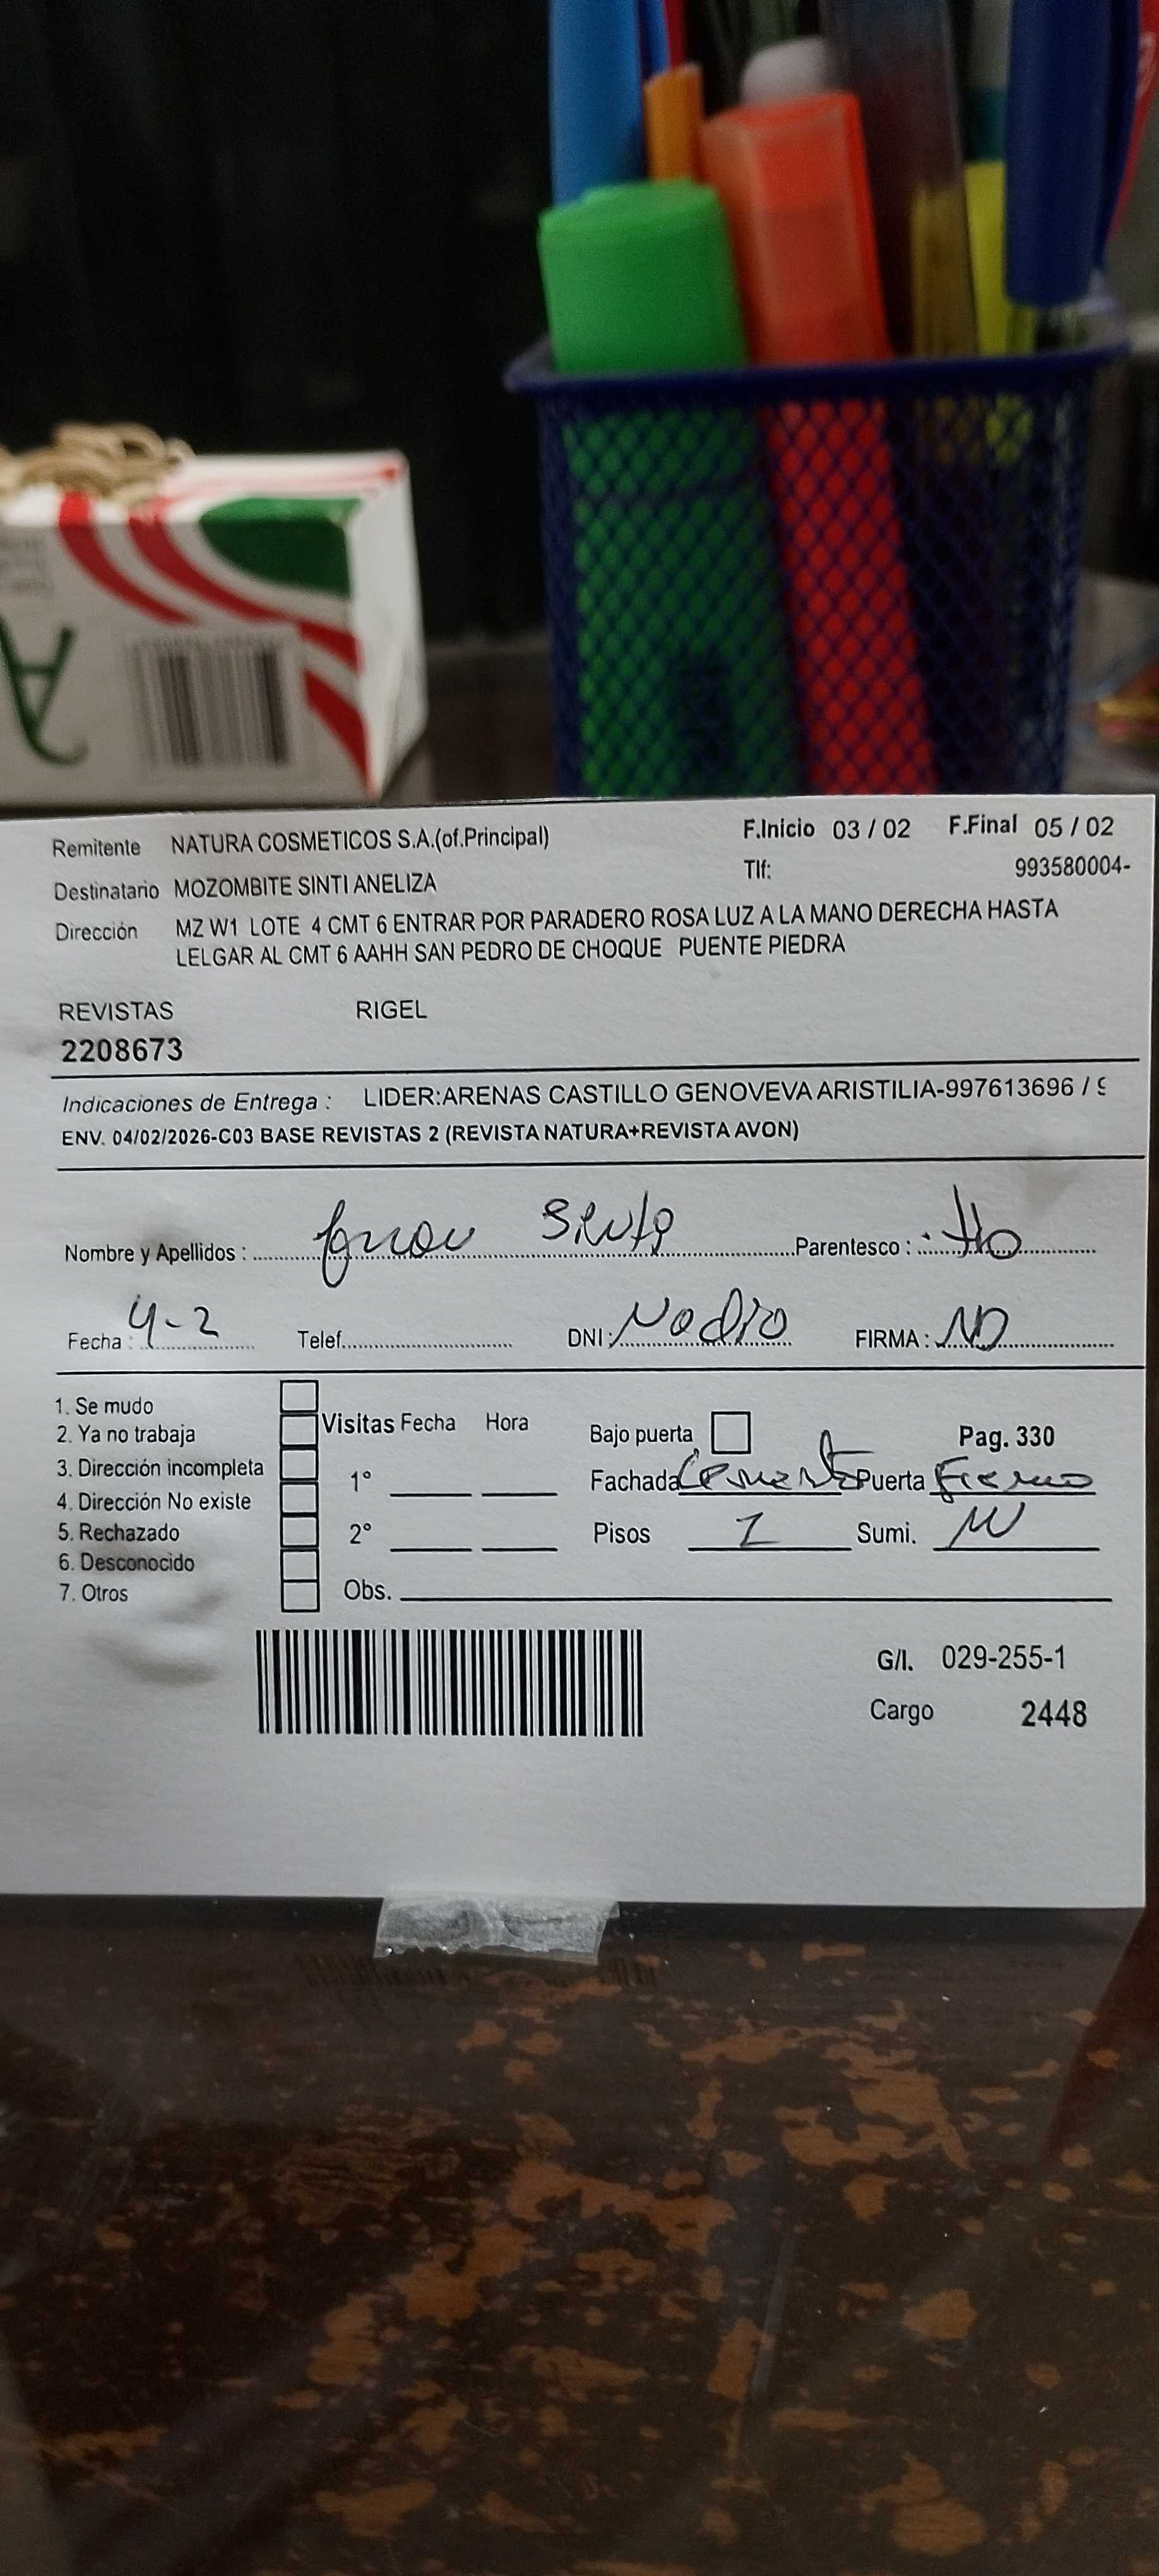 A
Remitente NATURA COSMETICOS S.A.(of.Principal) F.Inicio 03 / 02 F.Final 05 / 02
Tlf: 993580004-
Destinatario MOZOMBITE SINTI ANELIZA
Dirección MZ W1 LOTE 4 CMT 6 ENTRAR POR PARADERO ROSA LUZ A LA MANO DERECHA HASTA
LELGAR AL CMT 6 AAHH SAN PEDRO DE CHOQUE PUENTE PIEDRA
REVISTAS RIGEL
2208673
Indicaciones de Entrega : LIDER:ARENAS CASTILLO GENOVEVA ARISTILIA-997613696 / 9
ENV. 04/02/2026-C03 BASE REVISTAS 2 (REVISTA NATURA+REVISTA AVON)
Nombre y Apellidos : Parentesco :
Fecha : 4-2 Telef. DNI: No dio FIRMA :
1. Se mudo
2. Ya no trabaja
3. Dirección incompleta
4. Dirección No existe
5. Rechazado
6. Desconocido
7. Otros
Visitas Fecha Hora
1°
2°
Obs.
Bajo puerta Pag. 330
Fachada Cemento Puerta Fierro
Pisos 1 Sumi.
G/I. 029-255-1
Cargo 2448